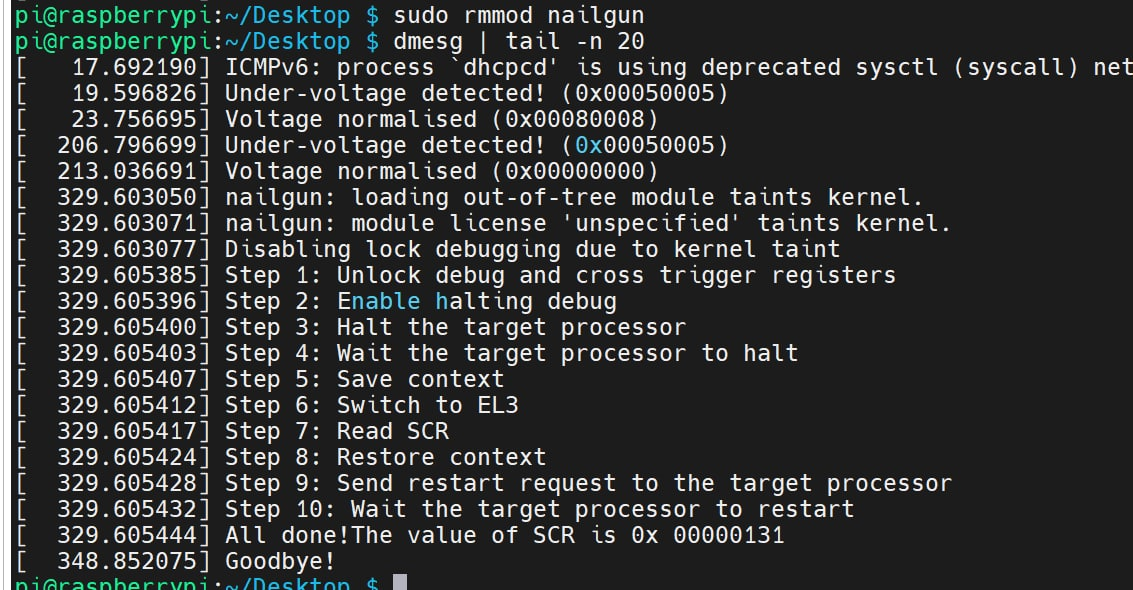 pi@raspberrypi:~/Desktop $ sudo rmmod nailgun
pi@raspberrypi:~/Desktop $ dmesg | tail -n 20
[   17.692190] ICMPv6: process `dhcpcd' is using deprecated sysctl (syscall) net
[   19.596826] Under-voltage detected! (0x00050005)
[   23.756695] Voltage normalised (0x00080008)
[  206.796699] Under-voltage detected! (0x00050005)
[  213.036691] Voltage normalised (0x00000000)
[  329.603050] nailgun: loading out-of-tree module taints kernel.
[  329.603071] nailgun: module license 'unspecified' taints kernel.
[  329.603077] Disabling lock debugging due to kernel taint
[  329.605385] Step 1: Unlock debug and cross trigger registers
[  329.605396] Step 2: Enable halting debug
[  329.605400] Step 3: Halt the target processor
[  329.605403] Step 4: Wait the target processor to halt
[  329.605407] Step 5: Save context
[  329.605412] Step 6: Switch to EL3
[  329.605417] Step 7: Read SCR
[  329.605424] Step 8: Restore context
[  329.605428] Step 9: Send restart request to the target processor
[  329.605432] Step 10: Wait the target processor to restart
[  329.605444] All done!The value of SCR is 0x 00000131
[  348.852075] Goodbye!
pi@raspberrypi:~/Desktop $